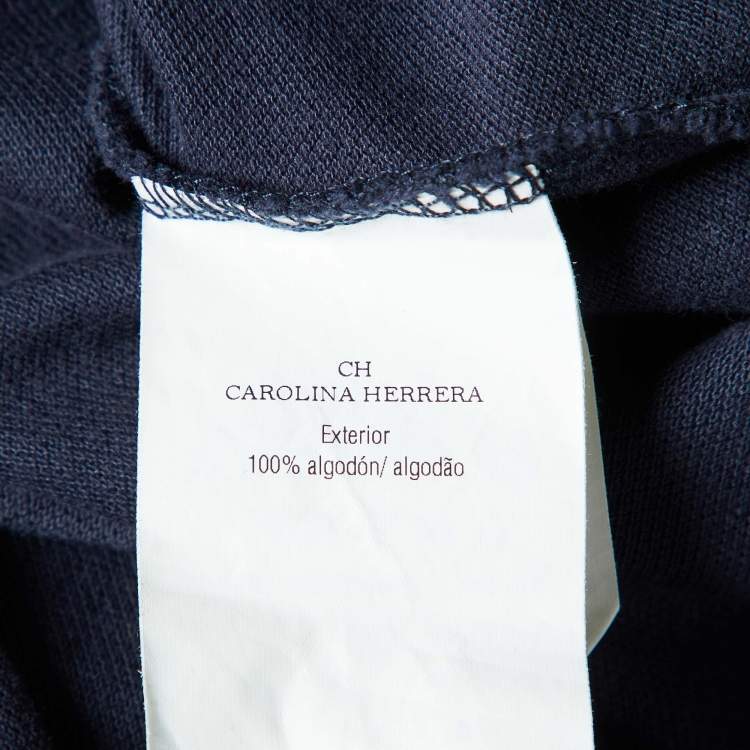 CH
CAROLINA HERRERA
Exterior
100% algodón/ algodão